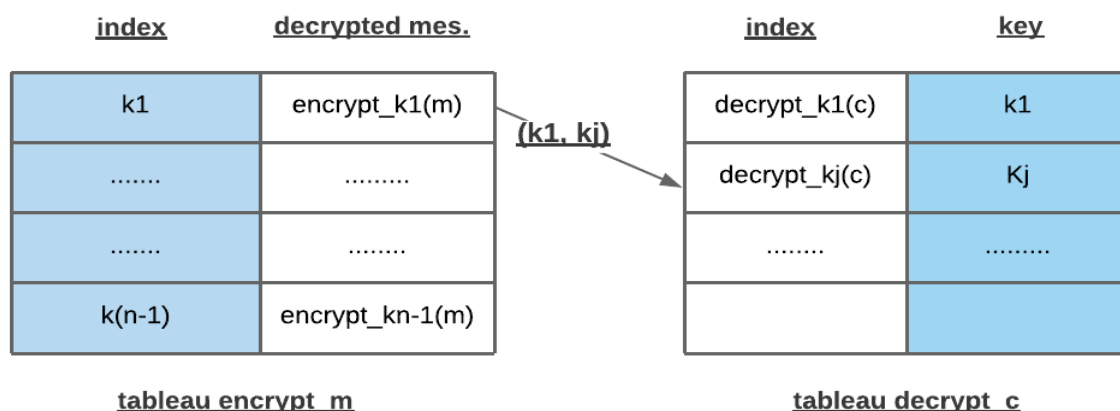 index decrypted mes. index key
k1 encrypt_k1(m) decrypt_k1(c) k1
(k1, kj)
....... ......... decrypt_kj(c) Kj
....... ........ ........ .........
k(n-1) encrypt_kn-1(m)
tableau encrypt_m tableau decrypt_c